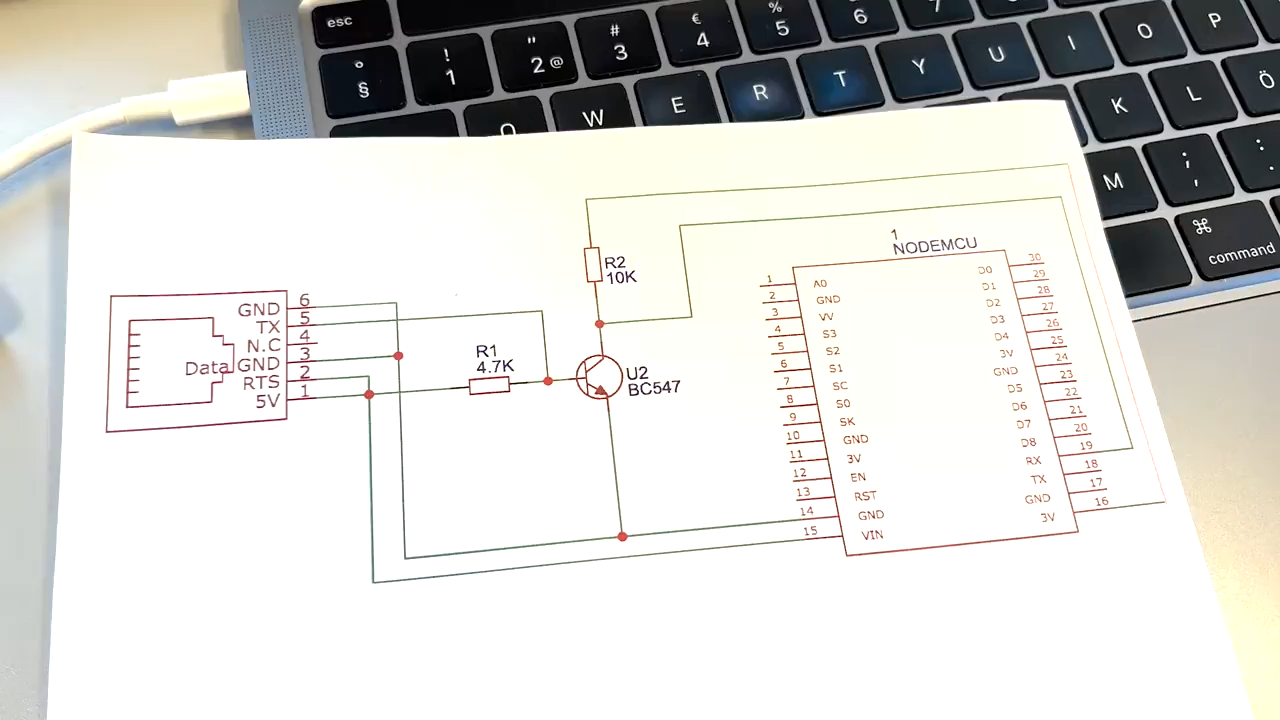 esc
° § ! 1 " 2 @ # 3 € 4 % 5 6 7
Q W E R T Y U I O P
K L Ö
M ; , : .
⌘
command
1
NODEMCU
R2
10K
R1
4.7K
U2
BC547
Data
GND 6
TX 5
N.C 4
GND 3
RTS 2
5V 1
1 A0
2 GND
3 VV
4 S3
5 S2
6 S1
7 SC
8 S0
9 SK
10 GND
11 3V
12 EN
13 RST
14 GND
15 VIN
D0 30
D1 29
D2 28
D3 27
D4 26
3V 25
GND 24
D5 23
D6 22
D7 21
D8 20
RX 19
TX 18
GND 17
3V 16